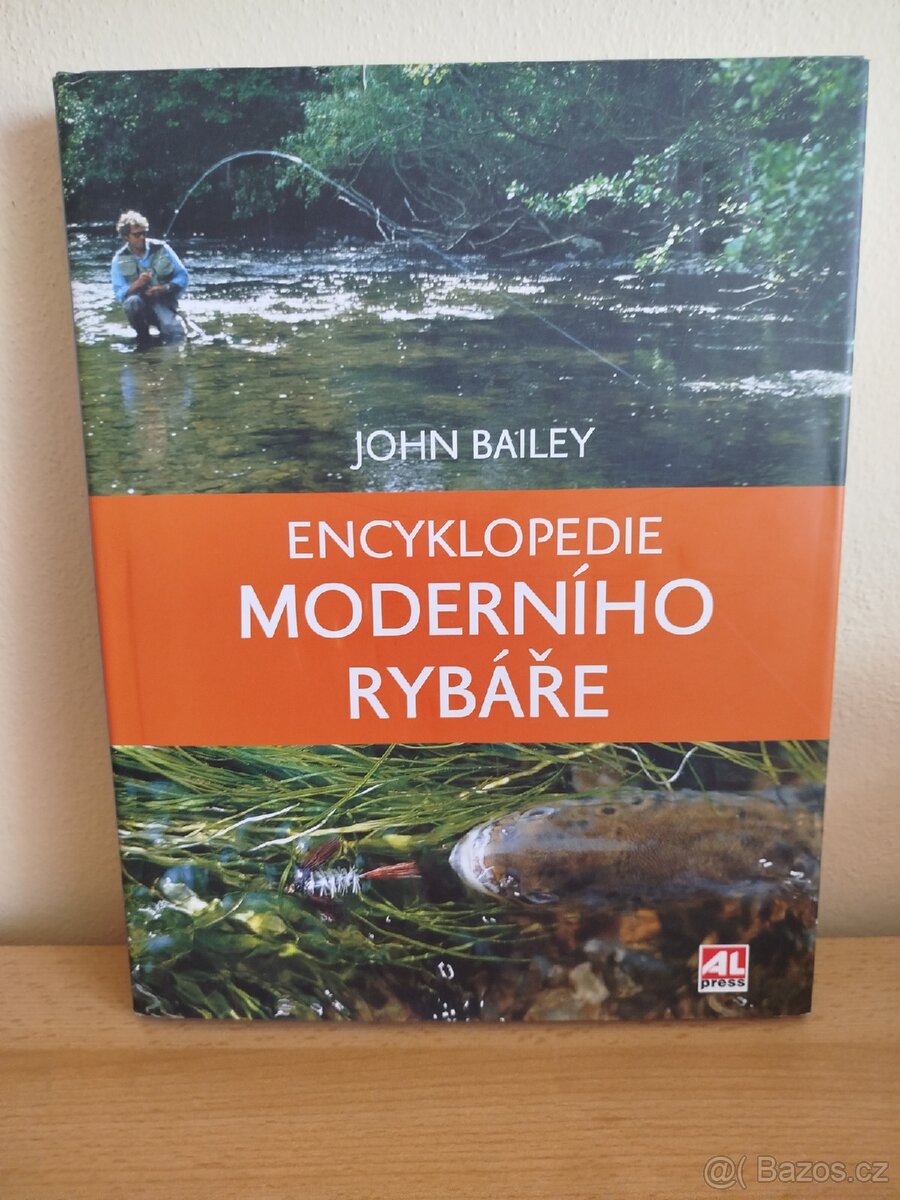 JOHN BAILEY
ENCYKLOPEDIE
MODERNÍHO
RYBÁŘE
AL
press
@( Bazos.cz